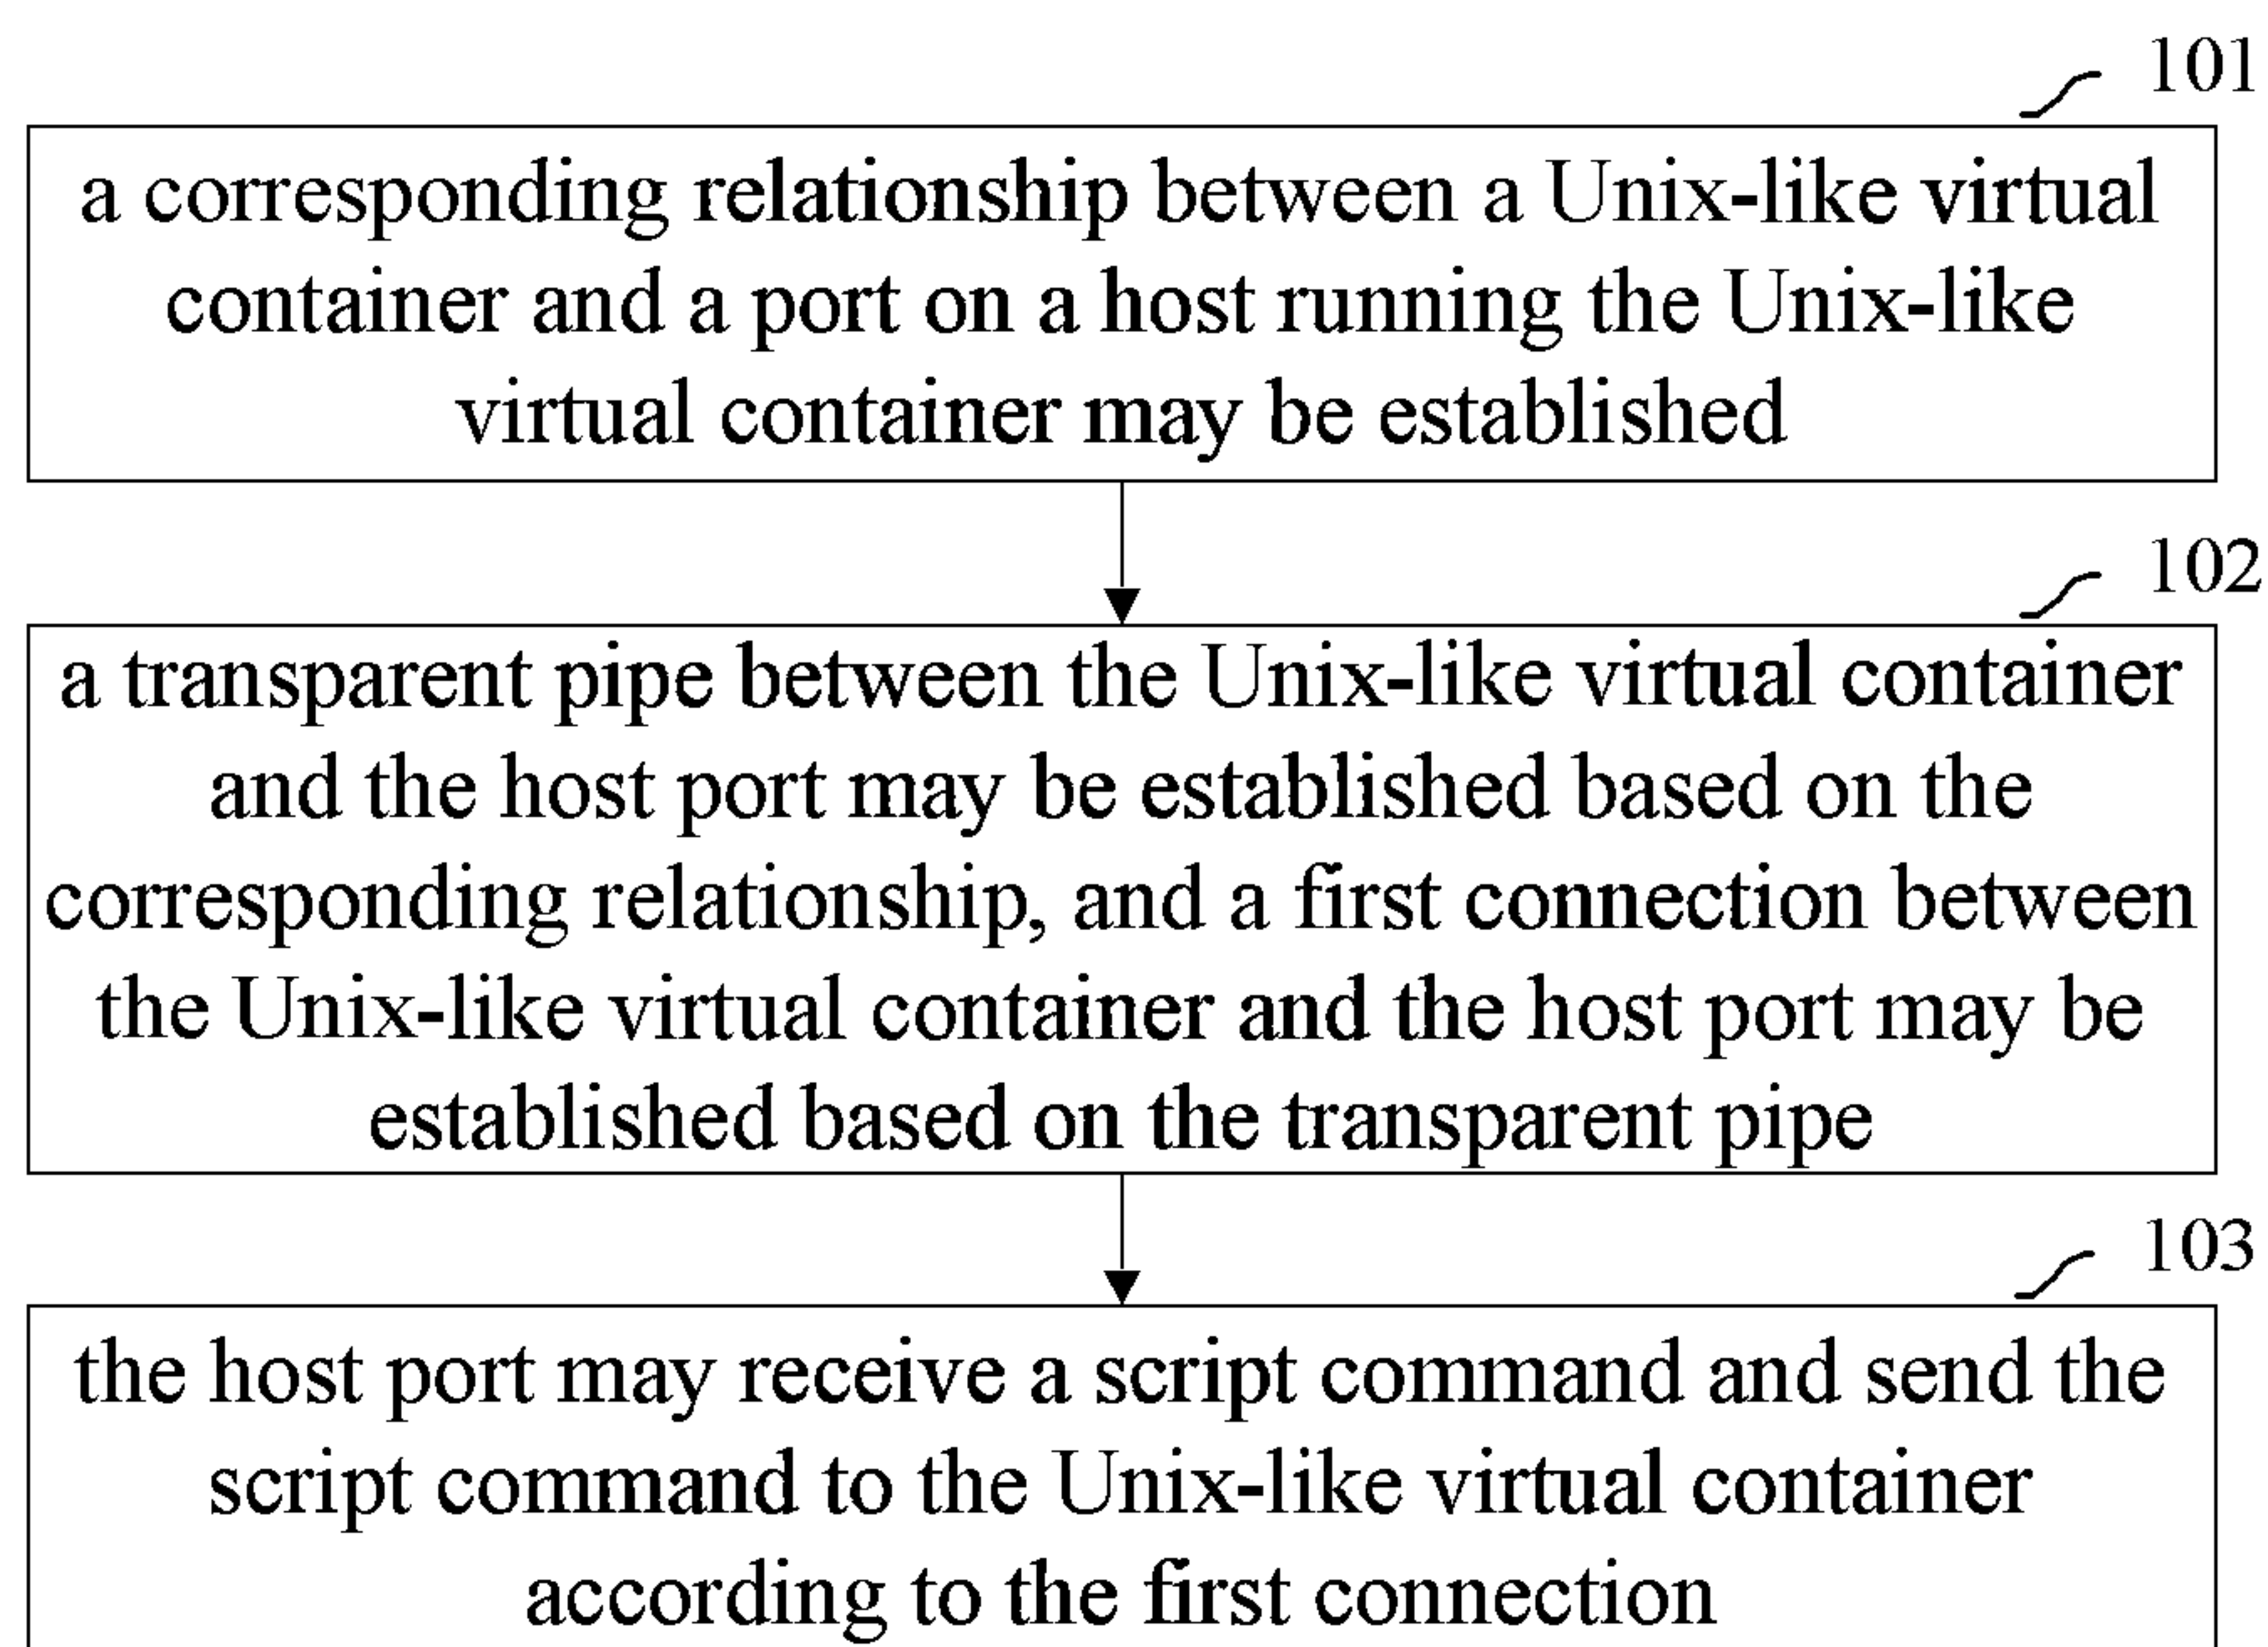 101
a corresponding relationship between a Unix-like virtual
container and a port on a host running the Unix-like
virtual container may be established
102
a transparent pipe between the Unix-like virtual container
and the host port may be established based on the
corresponding relationship, and a first connection between
the Unix-like virtual container and the host port may be
established based on the transparent pipe
103
the host port may receive a script command and send the
script command to the Unix-like virtual container
according to the first connection